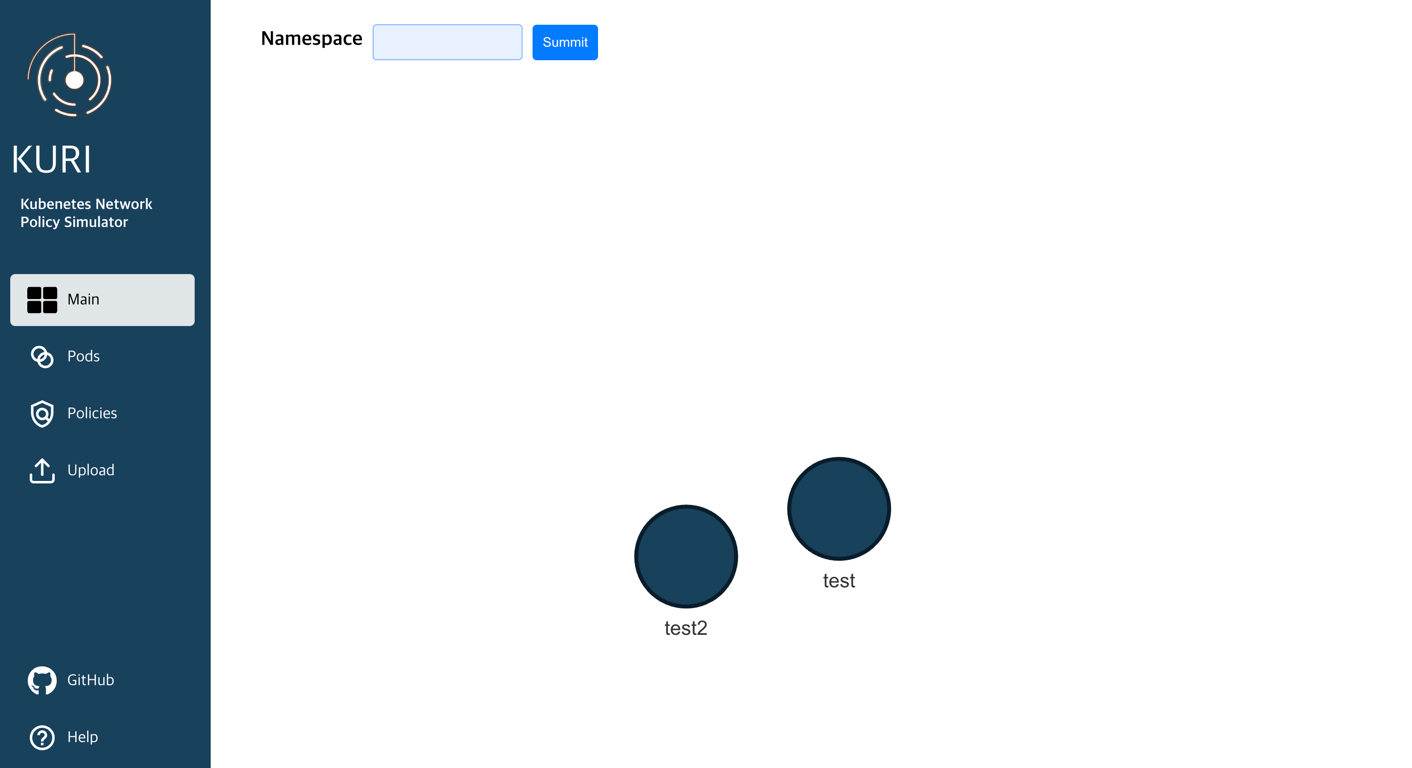 KURI
Kubenetes Network
Policy Simulator
Main
Pods
Policies
Upload
GitHub
Help
Namespace
Summit
test
test2